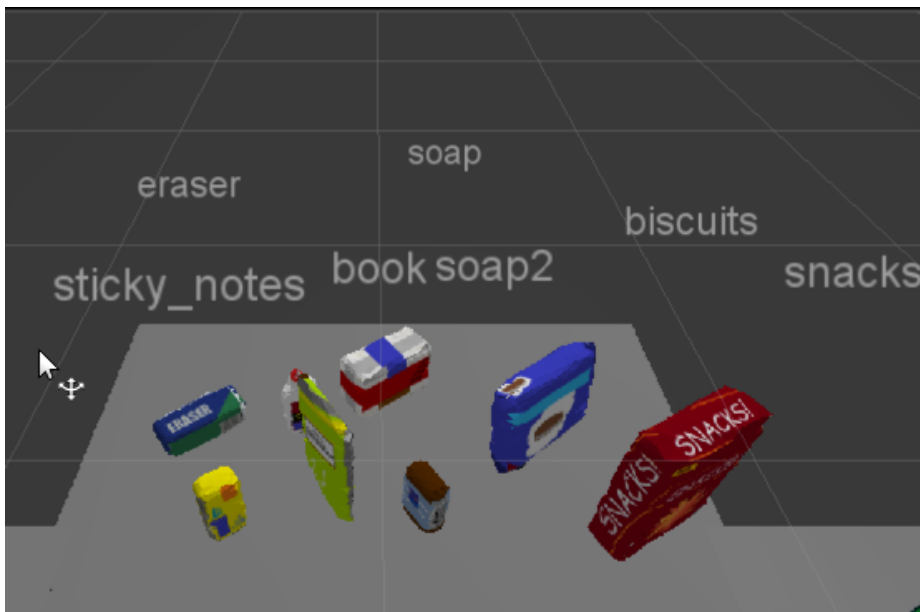 soap
eraser
biscuits
book
soap2
snacks
sticky_notes
ERASER
SNACKS!
SNACKS!